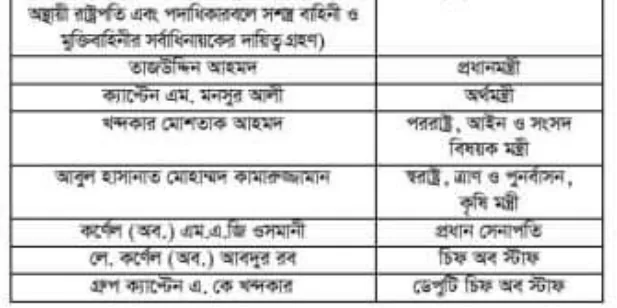 অস্থায়ী রাষ্ট্রপতি এবং পদাধিকারবলে সশস্ত্র বাহিনী ও
মুক্তিবাহিনীর সর্বাধিনায়কের দায়িত্ব গ্রহণ)
তাজউদ্দিন আহমদ প্রধানমন্ত্রী
ক্যাপ্টেন এম. মনসুর আলী অর্থমন্ত্রী
খন্দকার মোশতাক আহমদ পররাষ্ট্র, আইন ও সংসদ
বিষয়ক মন্ত্রী
আবুল হাসানাত মোহাম্মদ কামারুজ্জামান স্বরাষ্ট্র, ত্রাণ ও পুনর্বাসন,
কৃষি মন্ত্রী
কর্ণেল (অব.) এম.এ.জি ওসমানী প্রধান সেনাপতি
লে. কর্ণেল (অব.) আবদুর রব চিফ অব স্টাফ
গ্রুপ ক্যাপ্টেন এ. কে খন্দকার ডেপুটি চিফ অব স্টাফ